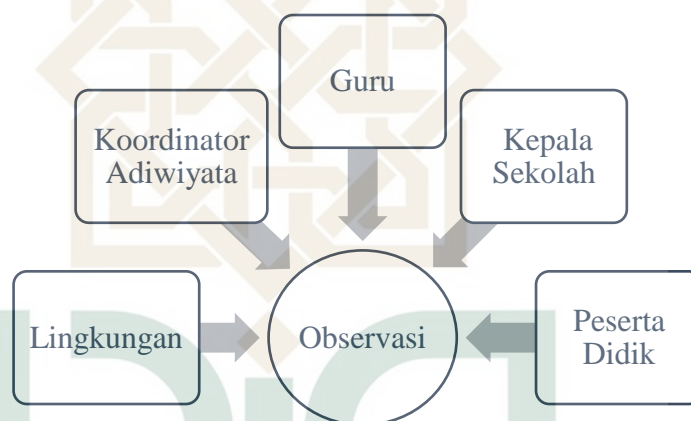 Guru
Koordinator
Adiwiyata
Kepala
Sekolah
Lingkungan
Observasi
Peserta
Didik